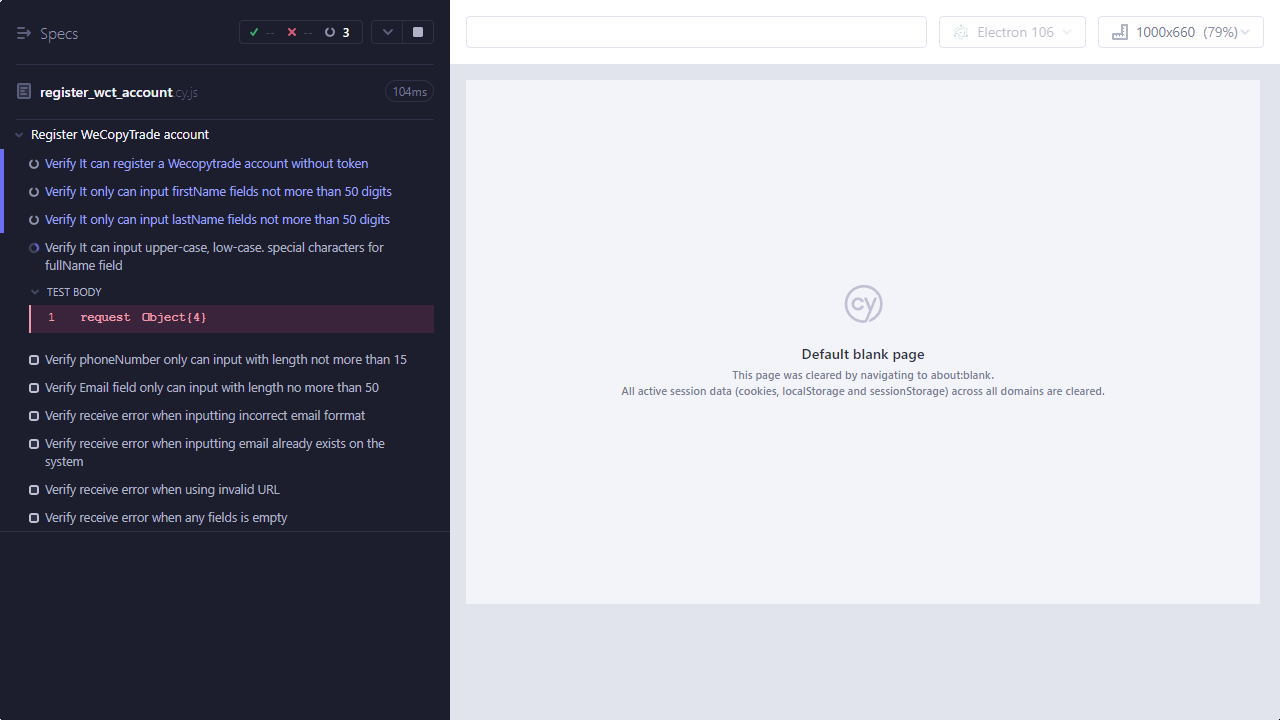 Specs
-- -- 3
register_wct_account.cy.js 104ms
Register WeCopyTrade account
Verify It can register a Wecopytrade account without token
Verify It only can input firstName fields not more than 50 digits
Verify It only can input lastName fields not more than 50 digits
Verify It can input upper-case, low-case. special characters for
fullName field
TEST BODY
1 request Object{4}
Verify phoneNumber only can input with length not more than 15
Verify Email field only can input with length no more than 50
Verify receive error when inputting incorrect email forrmat
Verify receive error when inputting email already exists on the
system
Verify receive error when using invalid URL
Verify receive error when any fields is empty
Electron 106
1000x660 (79%)
cy
Default blank page
This page was cleared by navigating to about:blank.
All active session data (cookies, localStorage and sessionStorage) across all domains are cleared.